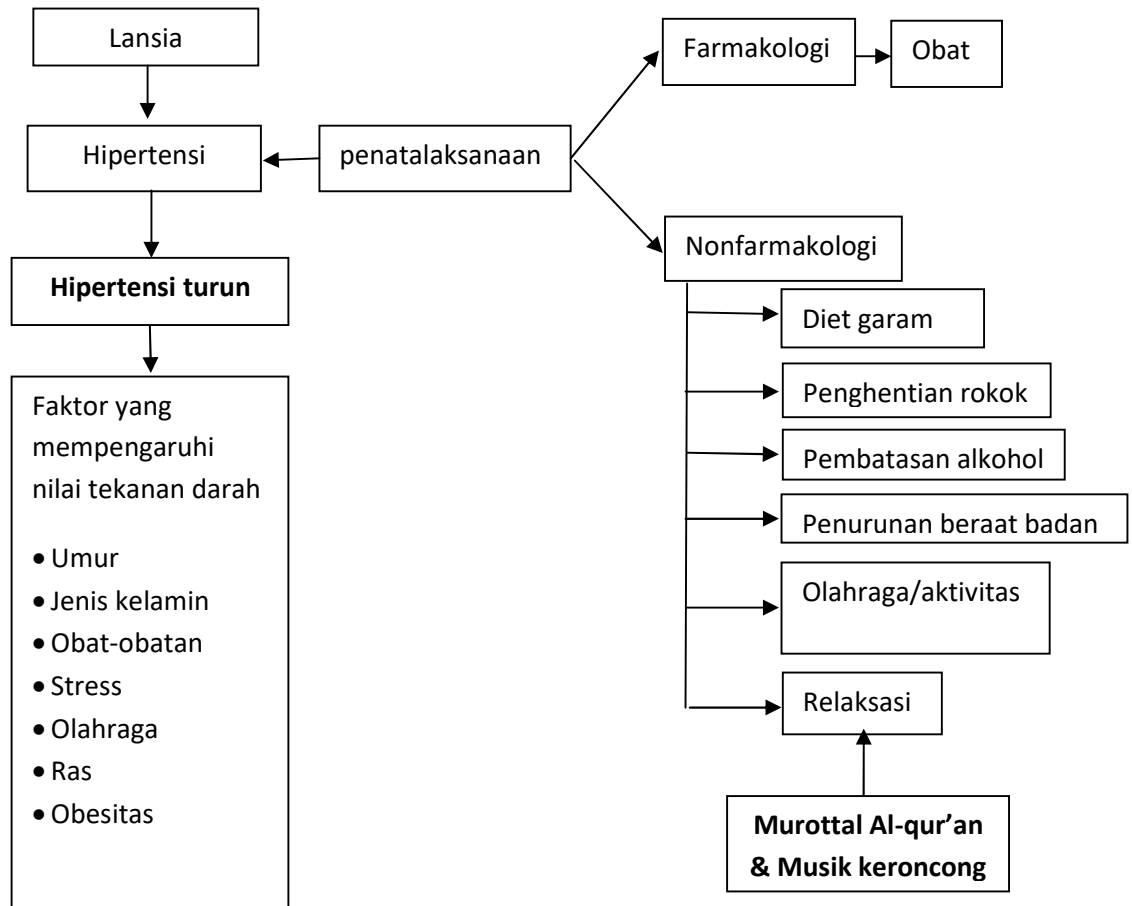 Lansia
Hipertensi
penatalaksanaan
Farmakologi
Obat
Nonfarmakologi
Hipertensi turun
Faktor yang
mempengaruhi
nilai tekanan darah
• Umur
• Jenis kelamin
• Obat-obatan
• Stress
• Olahraga
• Ras
• Obesitas
Diet garam
Penghentian rokok
Pembatasan alkohol
Penurunan beraat badan
Olahraga/aktivitas
Relaksasi
Murottal Al-qur’an
& Musik keroncong